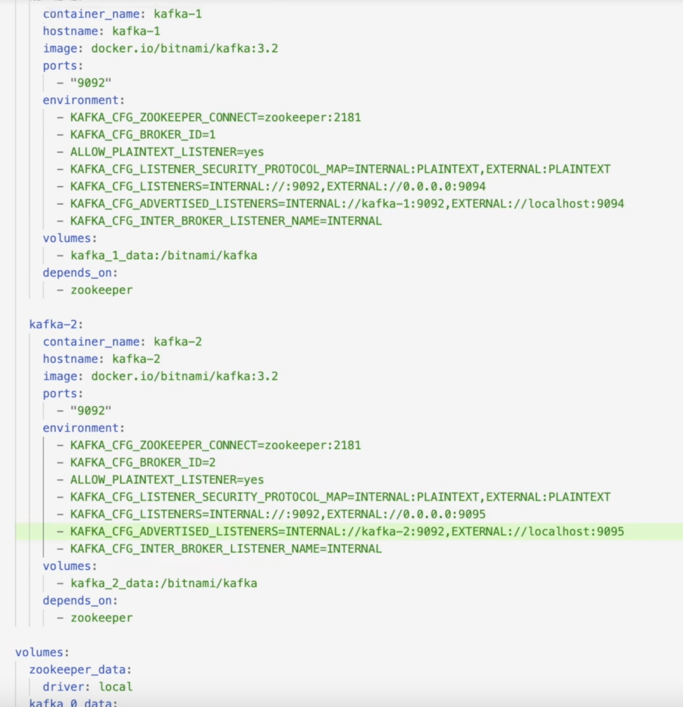 container_name: kafka-1
hostname: kafka-1
image: docker.io/bitnami/kafka:3.2
ports:
- "9092"
environment:
- KAFKA_CFG_ZOOKEEPER_CONNECT=zookeeper:2181
- KAFKA_CFG_BROKER_ID=1
- ALLOW_PLAINTEXT_LISTENER=yes
- KAFKA_CFG_LISTENER_SECURITY_PROTOCOL_MAP=INTERNAL:PLAINTEXT,EXTERNAL:PLAINTEXT
- KAFKA_CFG_LISTENERS=INTERNAL://:9092,EXTERNAL://0.0.0.0:9094
- KAFKA_CFG_ADVERTISED_LISTENERS=INTERNAL://kafka-1:9092,EXTERNAL://localhost:9094
- KAFKA_CFG_INTER_BROKER_LISTENER_NAME=INTERNAL
volumes:
- kafka_1_data:/bitnami/kafka
depends_on:
- zookeeper
kafka-2:
container_name: kafka-2
hostname: kafka-2
image: docker.io/bitnami/kafka:3.2
ports:
- "9092"
environment:
- KAFKA_CFG_ZOOKEEPER_CONNECT=zookeeper:2181
- KAFKA_CFG_BROKER_ID=2
- ALLOW_PLAINTEXT_LISTENER=yes
- KAFKA_CFG_LISTENER_SECURITY_PROTOCOL_MAP=INTERNAL:PLAINTEXT,EXTERNAL:PLAINTEXT
- KAFKA_CFG_LISTENERS=INTERNAL://:9092,EXTERNAL://0.0.0.0:9095
- KAFKA_CFG_ADVERTISED_LISTENERS=INTERNAL://kafka-2:9092,EXTERNAL://localhost:9095
- KAFKA_CFG_INTER_BROKER_LISTENER_NAME=INTERNAL
volumes:
- kafka_2_data:/bitnami/kafka
depends_on:
- zookeeper
volumes:
zookeeper_data:
driver: local
kafka_0_data: